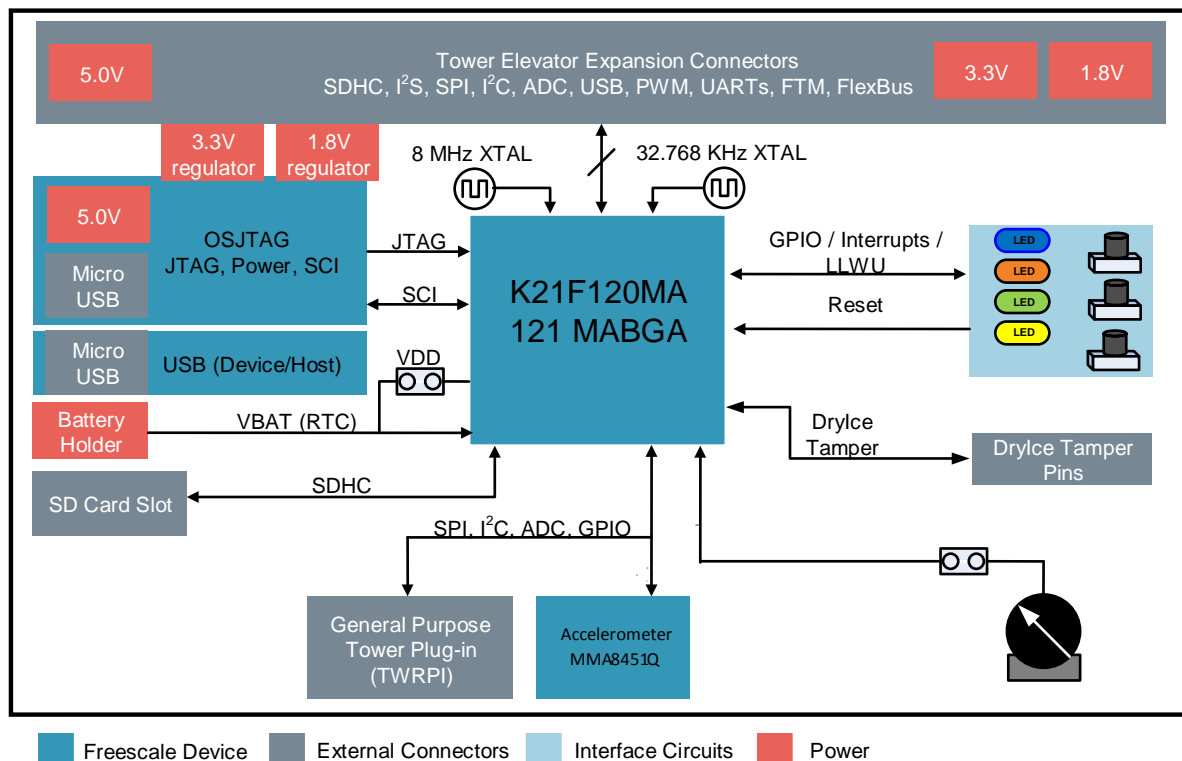 5.0V
Tower Elevator Expansion Connectors
SDHC, I²S, SPI, I²C, ADC, USB, PWM, UARTs, FTM, FlexBus
3.3V
1.8V
3.3V
regulator
1.8V
regulator
8 MHz XTAL
32.768 KHz XTAL
5.0V
OSJTAG
JTAG, Power, SCI
Micro
USB
JTAG
SCI
K21F120MA
121 MABGA
GPIO / Interrupts /
LLWU
Reset
LED
LED
LED
LED
Micro
USB
USB (Device/Host)
VDD
Battery
Holder
VBAT (RTC)
DryIce
Tamper
DryIce Tamper
Pins
SD Card Slot
SDHC
SPI, I²C, ADC, GPIO
General Purpose
Tower Plug-in
(TWRPI)
Accelerometer
MMA8451Q
Freescale Device
External Connectors
Interface Circuits
Power